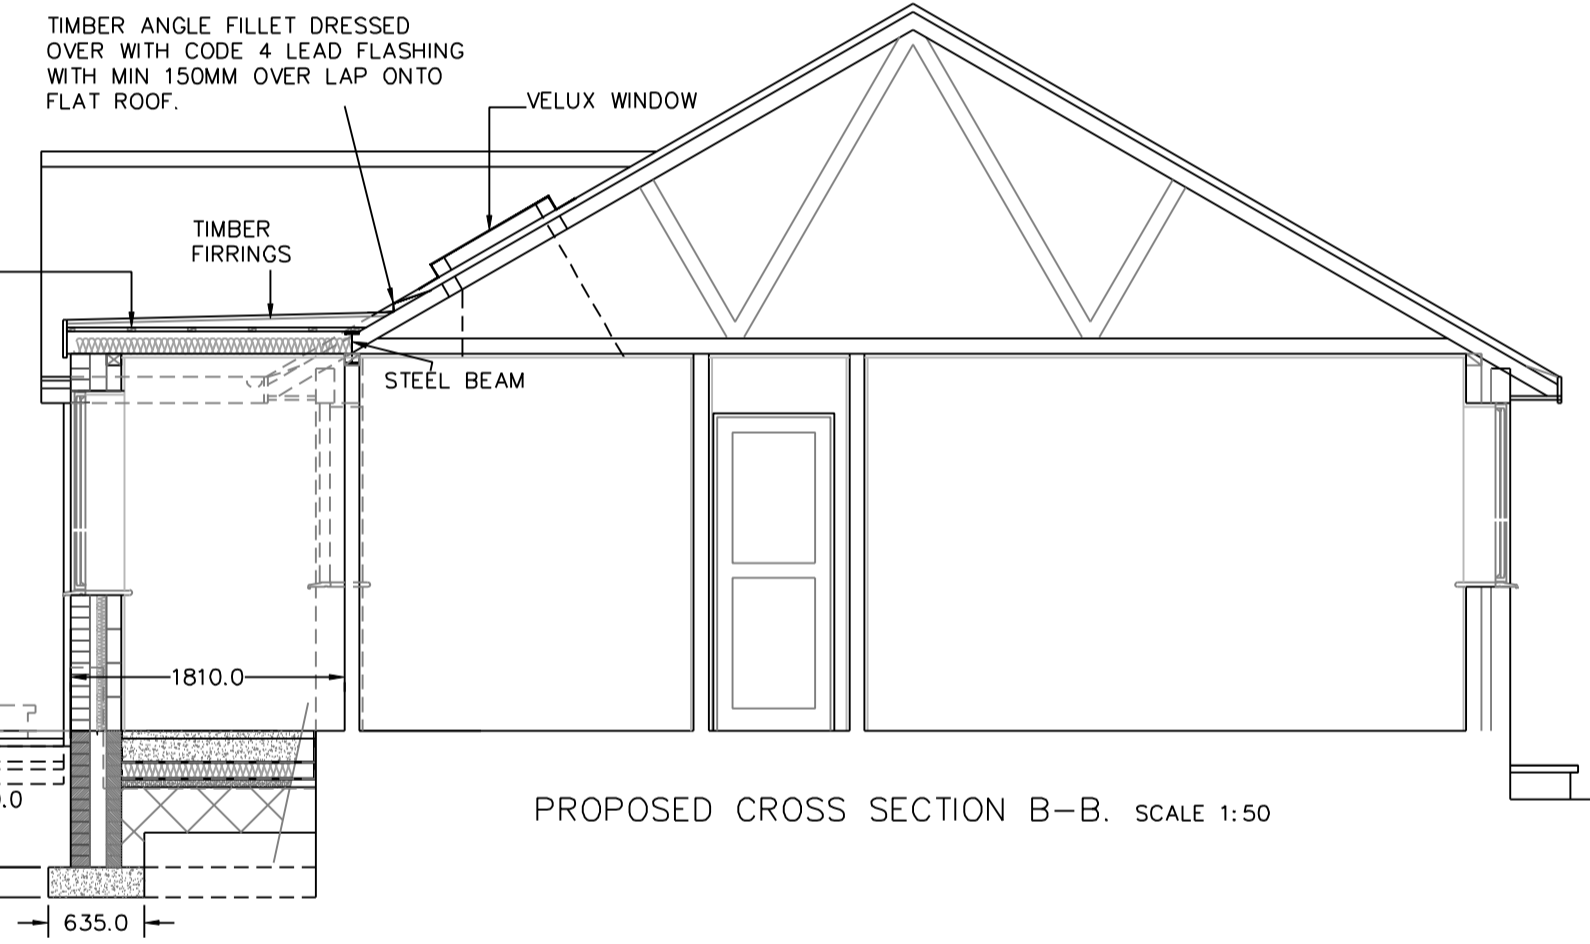 TIMBER ANGLE FILLET DRESSED
OVER WITH CODE 4 LEAD FLASHING
WITH MIN 150MM OVER LAP ONTO
FLAT ROOF.
VELUX WINDOW
TIMBER
FIRRINGS
STEEL BEAM
1810.0
.0
PROPOSED CROSS SECTION B-B. SCALE 1:50
635.0